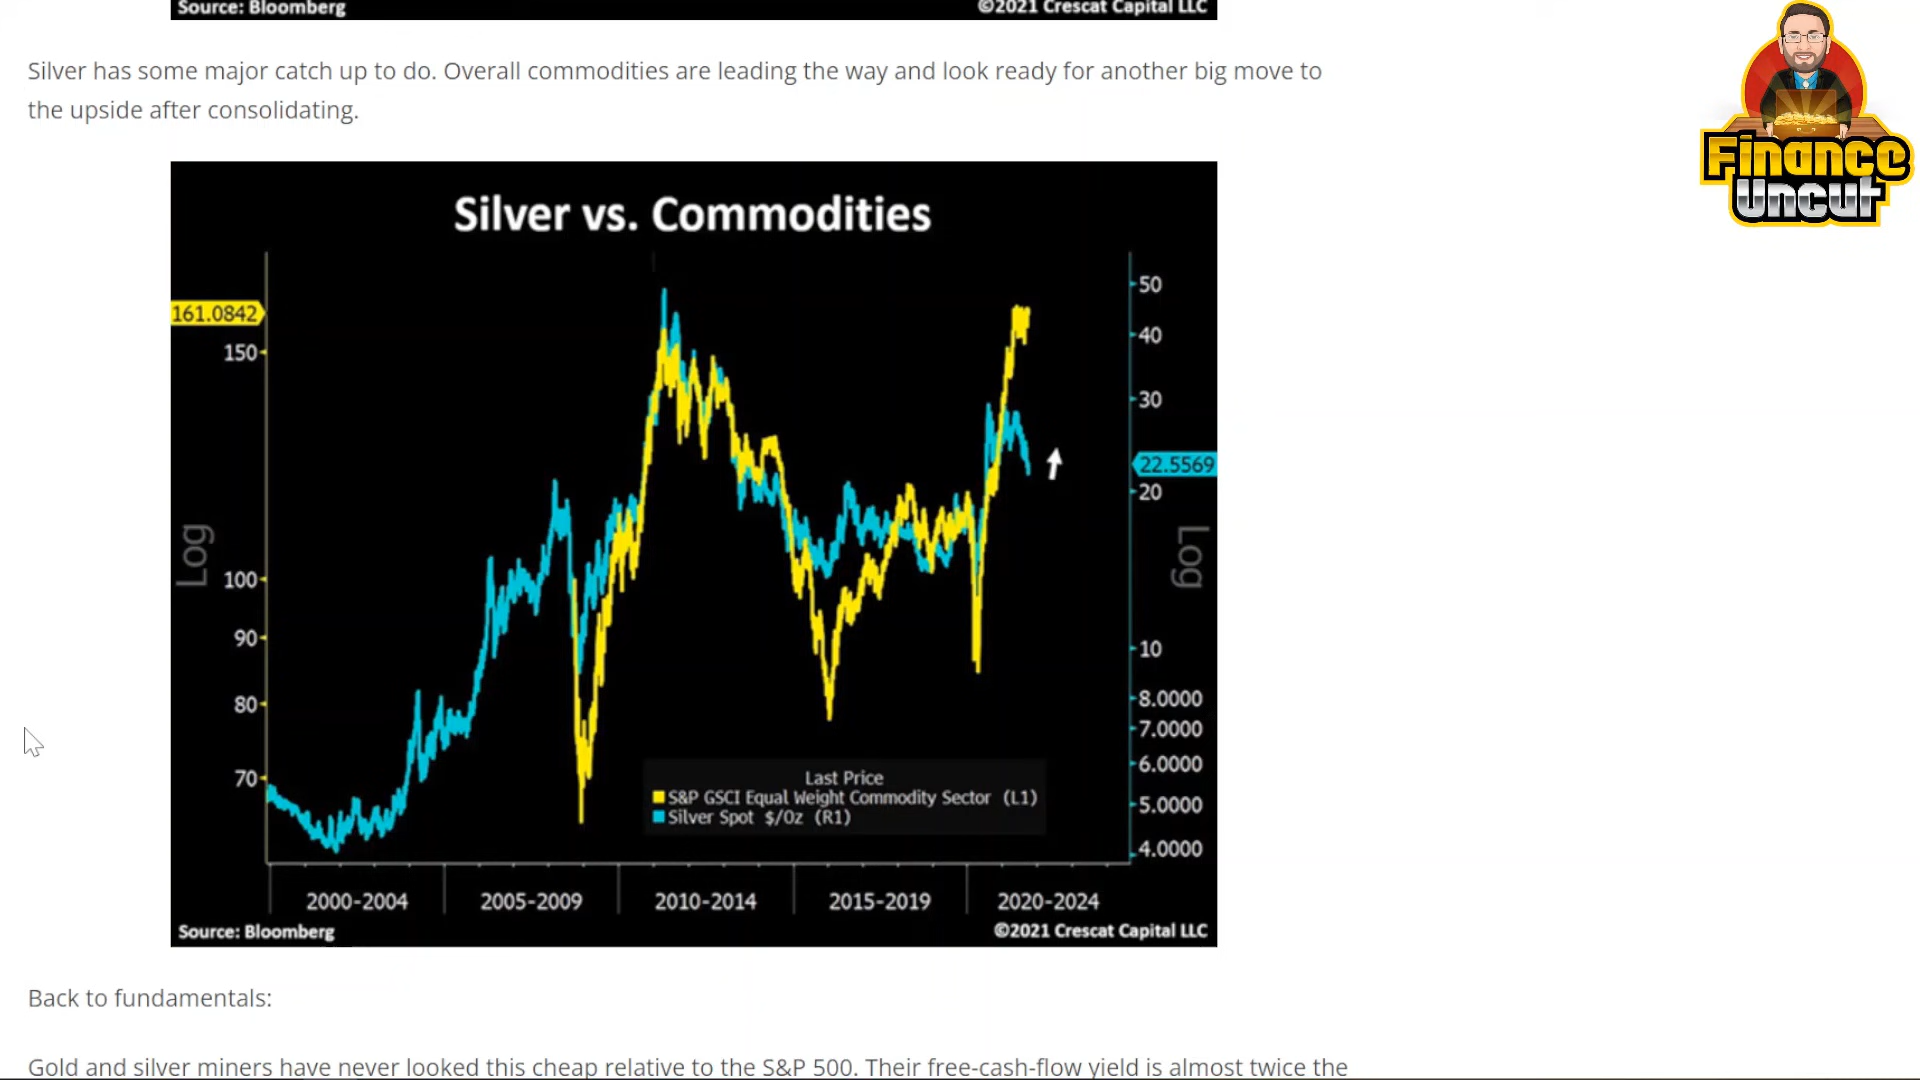 Source: Bloomberg
©2021 Crescat Capital LLC
Silver has some major catch up to do. Overall commodities are leading the way and look ready for another big move to
the upside after consolidating.
Finance
Uncut
Silver vs. Commodities
161.0842
150
100
90
80
70
Log
50
40
30
22.5569
20
10
8.0000
7.0000
6.0000
5.0000
4.0000
Log
Last Price
S&P GSCI Equal Weight Commodity Sector (L1)
Silver Spot $/Oz (R1)
2000-2004
2005-2009
2010-2014
2015-2019
2020-2024
Source: Bloomberg
©2021 Crescat Capital LLC
Back to fundamentals:
Gold and silver miners have never looked this cheap relative to the S&P 500. Their free-cash-flow yield is almost twice the